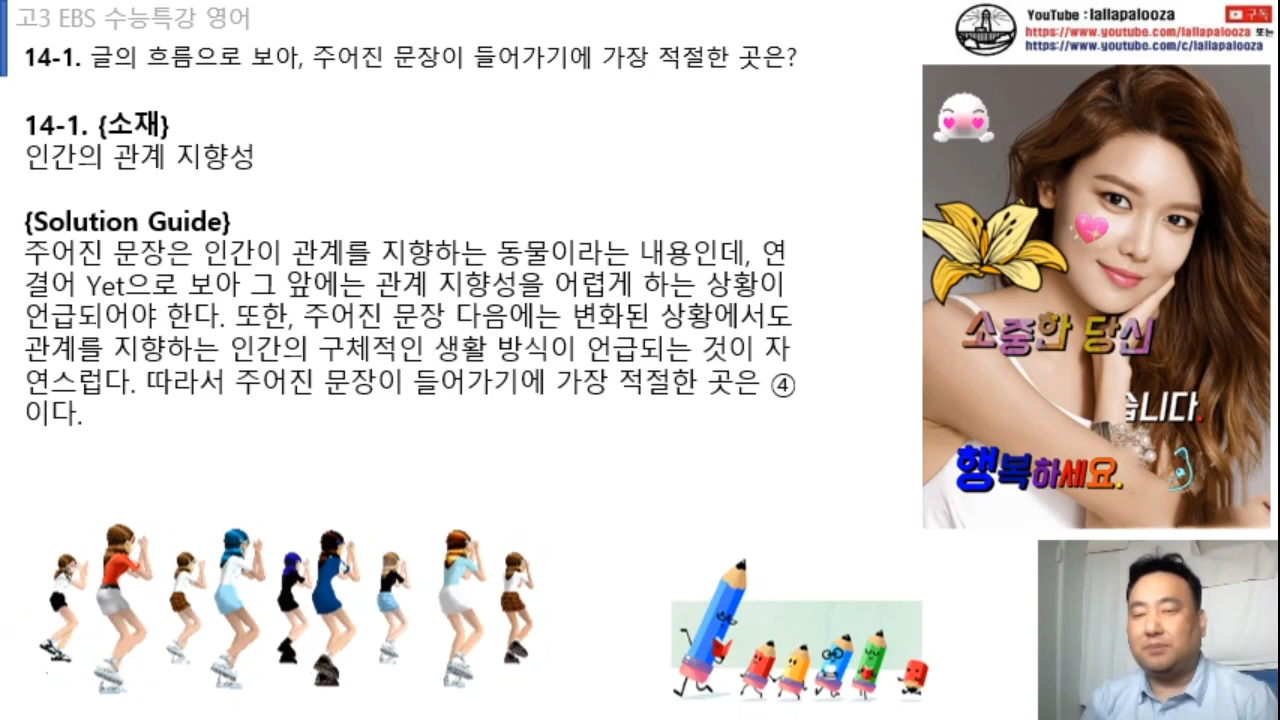 고3 EBS 수능특강 영어
YouTube : lallapalooza
구독
https://www.youtube.com/lallapalooza 또는
https://www.youtube.com/c/lallapalooza
14-1. 글의 흐름으로 보아, 주어진 문장이 들어가기에 가장 적절한 곳은?
14-1. {소재}
인간의 관계 지향성
{Solution Guide}
주어진 문장은 인간이 관계를 지향하는 동물이라는 내용인데, 연
결어 Yet으로 보아 그 앞에는 관계 지향성을 어렵게 하는 상황이
언급되어야 한다. 또한, 주어진 문장 다음에는 변화된 상황에서도
관계를 지향하는 인간의 구체적인 생활 방식이 언급되는 것이 자
연스럽다. 따라서 주어진 문장이 들어가기에 가장 적절한 곳은 ④
이다.
소중한 당신
습니다.
행복하세요.